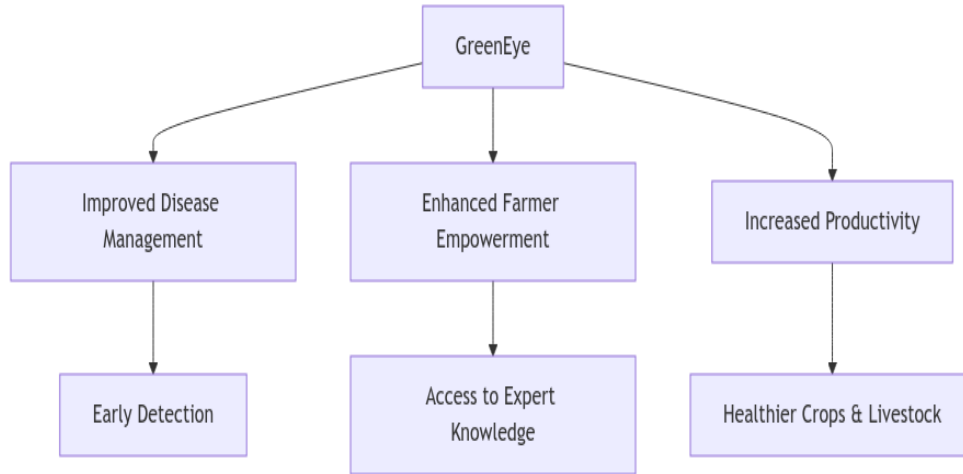 GreenEye
Improved Disease
Management
Enhanced Farmer
Empowerment
Increased Productivity
Early Detection
Access to Expert
Knowledge
Healthier Crops & Livestock